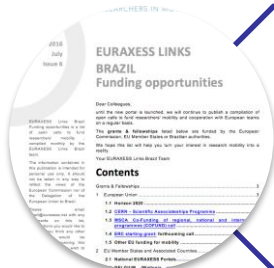 2016
July
Issue 6
EURAXESS LINKS
BRAZIL
Funding opportunities
Dear Colleagues,
until the new portal is launched, we will continue to publish a compilation of
open calls to fund researchers' mobility and cooperation with European teams
on a regular basis.
The grants & fellowships listed below are funded by the European
Commission, EU Member States or Brazilian authorities.
We hope this list will help you turn your interest in research mobility into a
reality.
Your EURAXESS Links Brazil Team
EURAXESS Links Brazil
Funding Opportunities is a list
of open calls to fund
researchers' mobility
compiled monthly by the
EURAXESS Links Brazil
team.
The information contained in
this publication is intended for
personal use only. It should
not be taken in any way to
reflect the views of the
European Commission nor of
the Delegation of the
European Union to Brazil.
Contents
Grants & Fellowships
1 European Union
1.1 Horizon 2020
1.2 CERN - Scientific Associateships Programme
1.3 MSCA Co-funding of regional, national and
programmes (COFUND) call
1.4 ERC starting grant: forthcoming call
1.5 Other EU funding for mobility
2 EU Member States and Associated Countries
2.1 National EURAXESS Portals